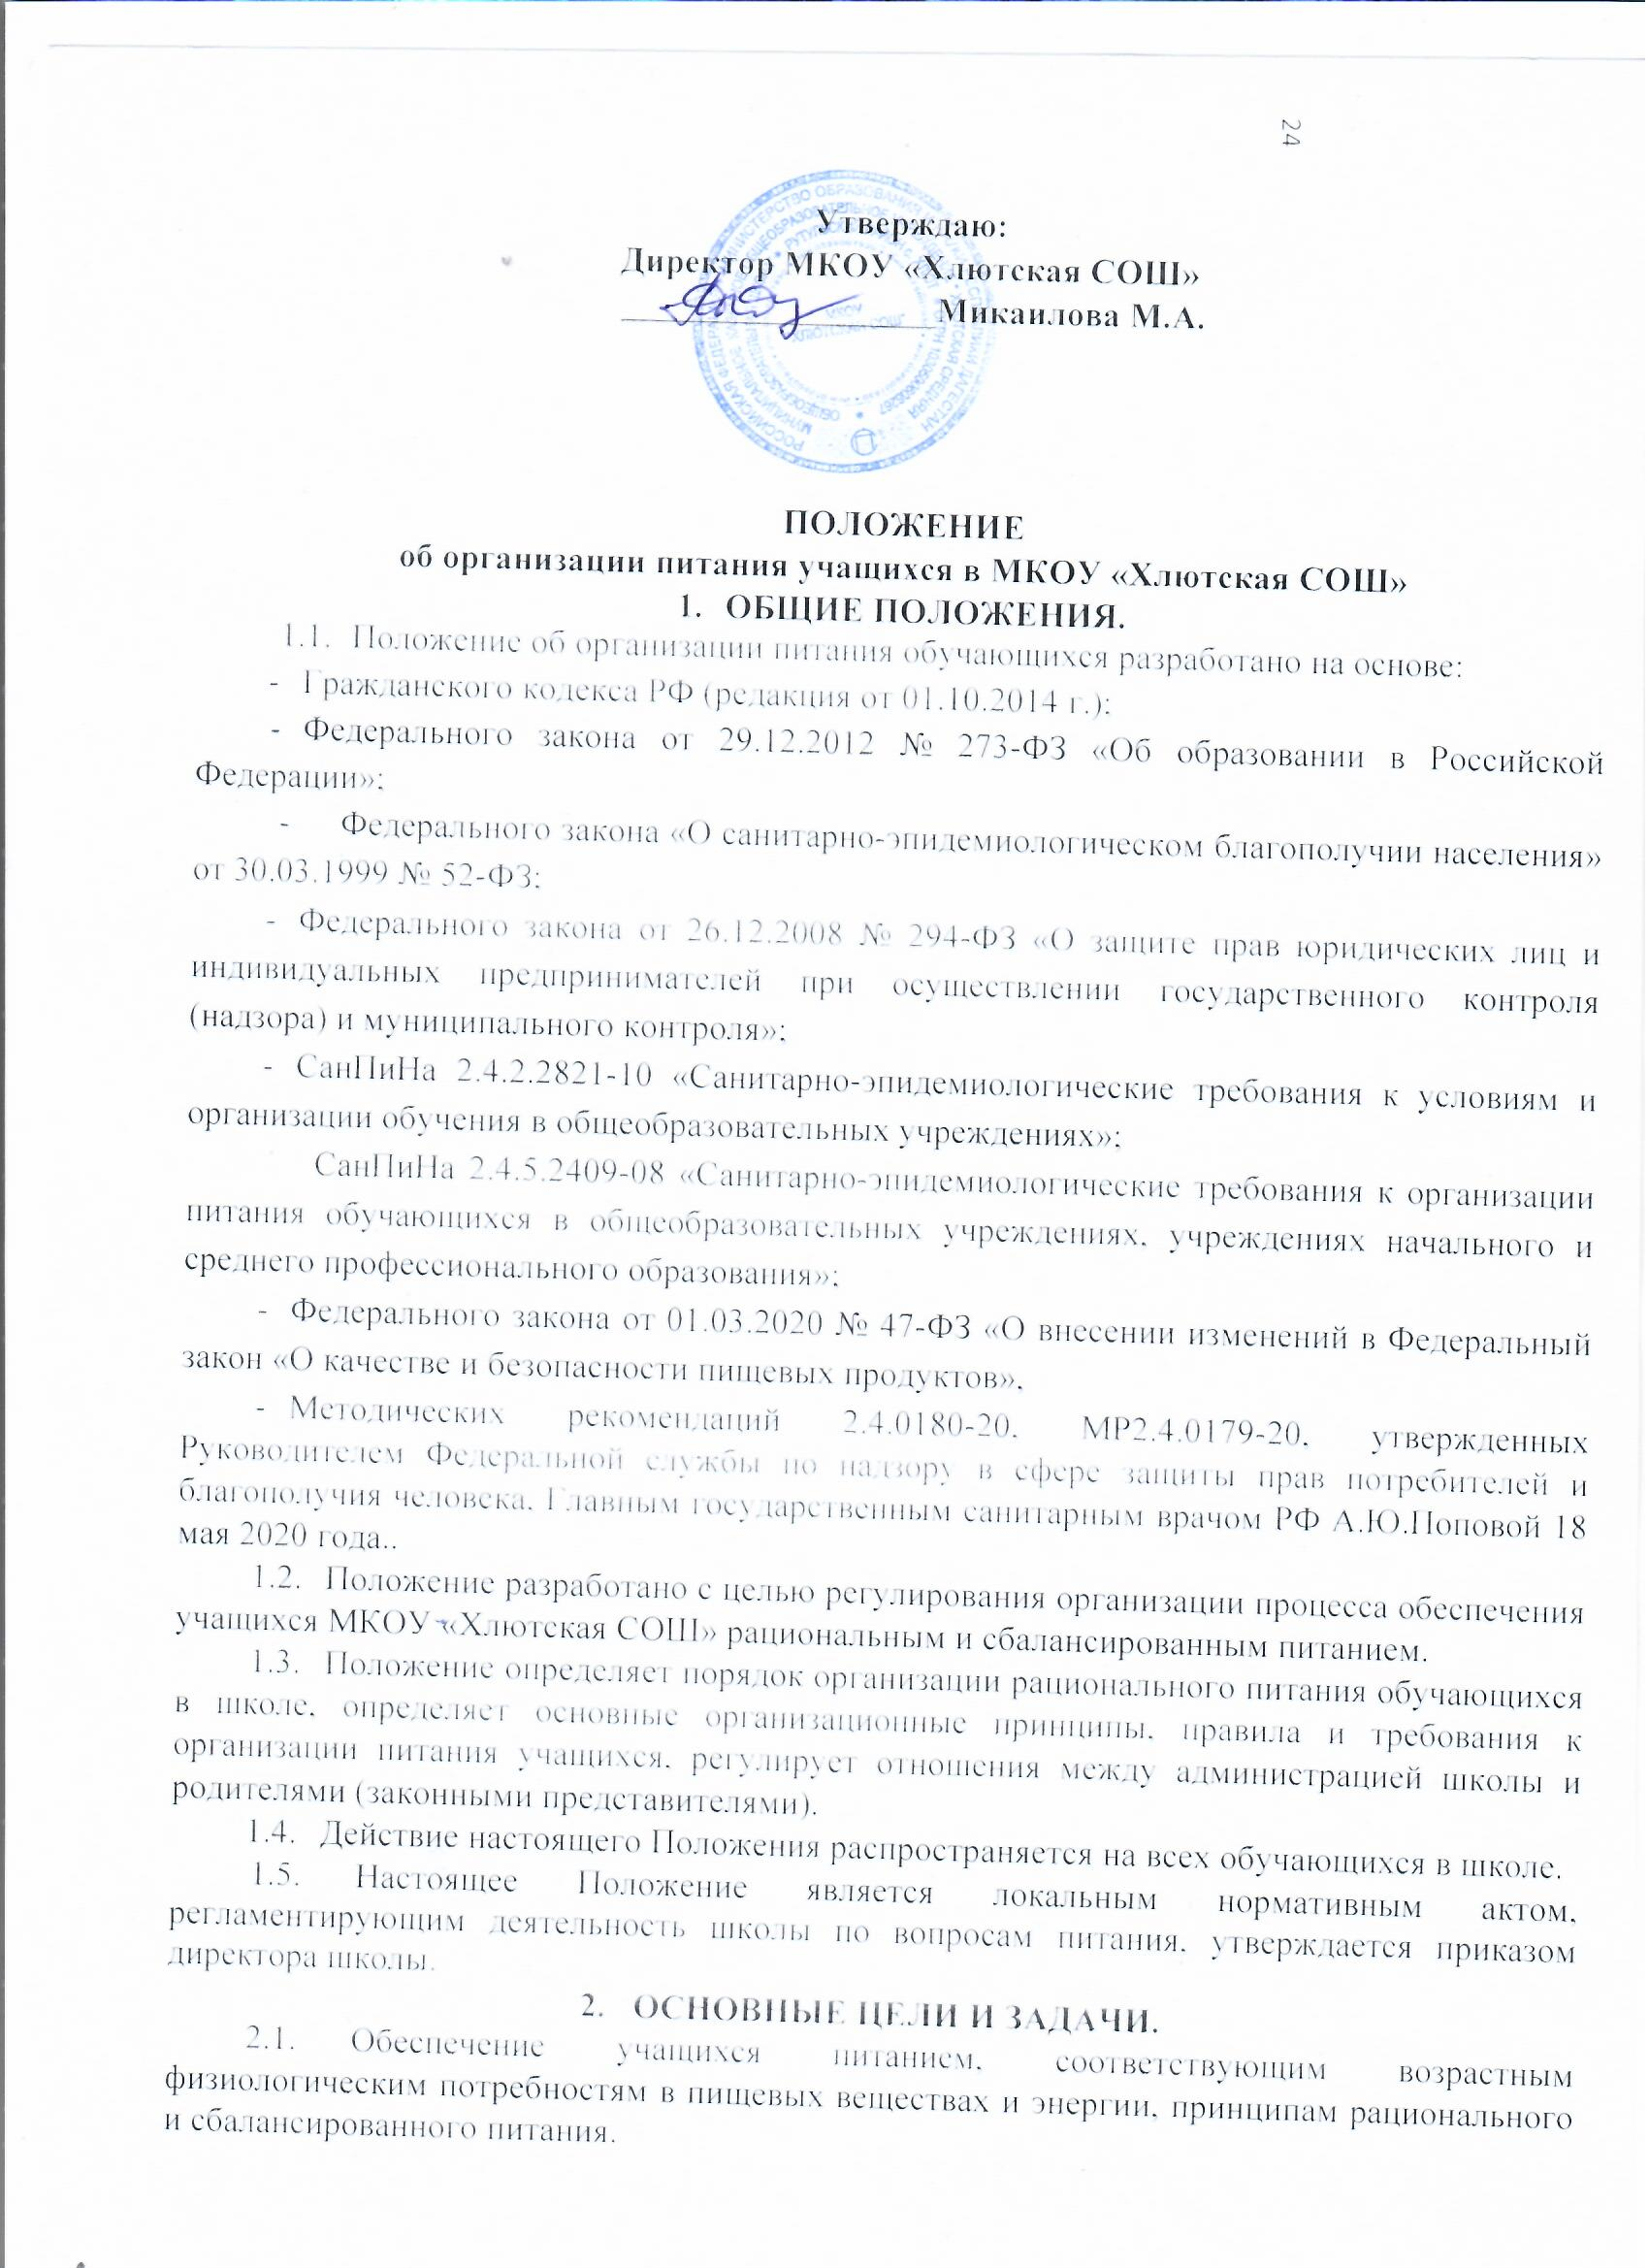 24
Утверждаю:
Директор МКОУ «Хлютская СОШ»
Микаилова М.А.
ПОЛОЖЕНИЕ
об организации питания учащихся в МКОУ «Хлютская СОШ»
1. ОБЩИЕ ПОЛОЖЕНИЯ.
1.1. Положение об организации питания обучающихся разработано на основе:
- Гражданского кодекса РФ (редакция от 01.10.2014 г.);
- Федерального закона от 29.12.2012 № 273-ФЗ «Об образовании в Российской
Федерации»;
- Федерального закона «О санитарно-эпидемиологическом благополучии населения»
от 30.03.1999 № 52-ФЗ;
- Федерального закона от 26.12.2008 № 294-ФЗ «О защите прав юридических лиц и
индивидуальных предпринимателей при осуществлении государственного контроля
(надзора) и муниципального контроля»;
- СанПиНа 2.4.2.2821-10 «Санитарно-эпидемиологические требования к условиям и
организации обучения в общеобразовательных учреждениях»;
СанПиНа 2.4.5.2409-08 «Санитарно-эпидемиологические требования к организации
питания обучающихся в общеобразовательных учреждениях, учреждениях начального и
среднего профессионального образования»;
- Федерального закона от 01.03.2020 № 47-ФЗ «О внесении изменений в Федеральный
закон «О качестве и безопасности пищевых продуктов»,
- Методических рекомендаций 2.4.0180-20, МР2.4.0179-20, утвержденных
Руководителем Федеральной службы по надзору в сфере защиты прав потребителей и
благополучия человека, Главным государственным санитарным врачом РФ А.Ю.Поповой 18
мая 2020 года..
1.2. Положение разработано с целью регулирования организации процесса обеспечения
учащихся МКОУ «Хлютская СОШ» рациональным и сбалансированным питанием.
1.3. Положение определяет порядок организации рационального питания обучающихся
в школе, определяет основные организационные принципы, правила и требования к
организации питания учащихся, регулирует отношения между администрацией школы и
родителями (законными представителями).
1.4. Действие настоящего Положения распространяется на всех обучающихся в школе.
1.5. Настоящее Положение является локальным нормативным актом,
регламентирующим деятельность школы по вопросам питания, утверждается приказом
директора школы.
2. ОСНОВНЫЕ ЦЕЛИ И ЗАДАЧИ.
2.1. Обеспечение учащихся питанием, соответствующим возрастным
физиологическим потребностям в пищевых веществах и энергии, принципам рационального
и сбалансированного питания.